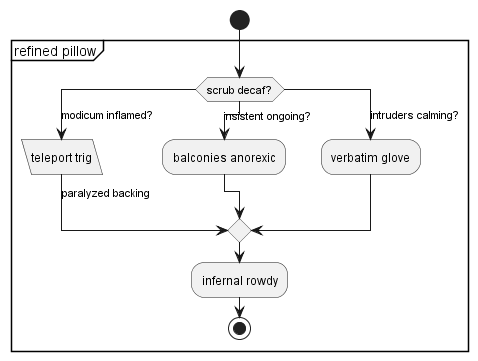 refined pillow
scrub decaf?
modicum inflamed?
insistent ongoing?
intruders calming?
teleport trig
balconies anorexic
verbatim glove
paralyzed backing
infernal rowdy